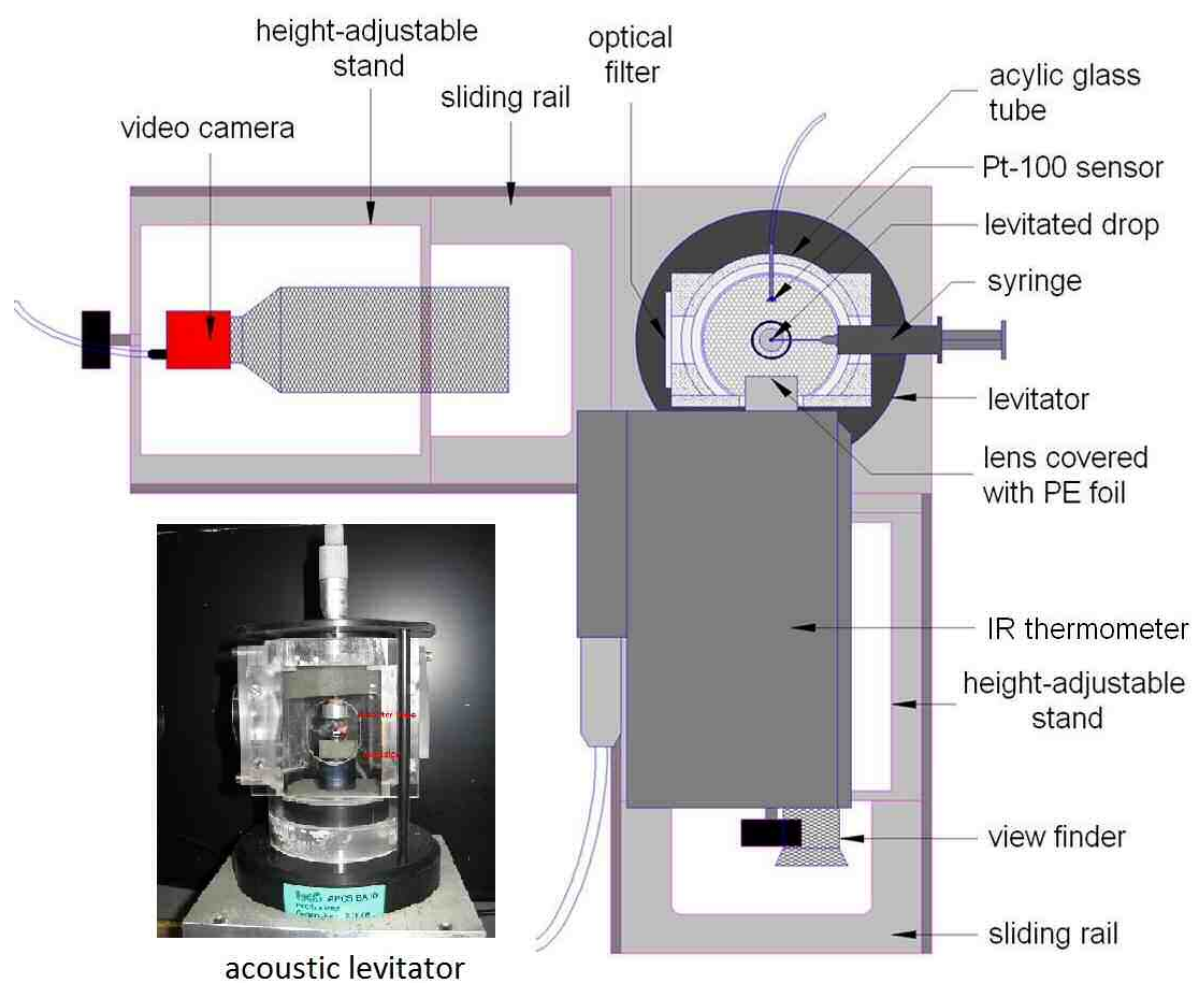 height-adjustable
stand
optical
filter
acylic glass
tube
sliding rail
video camera
Pt-100 sensor
levitated drop
syringe
levitator
lens covered
with PE foil
IR thermometer
height-adjustable
stand
view finder
sliding rail
acoustic levitator